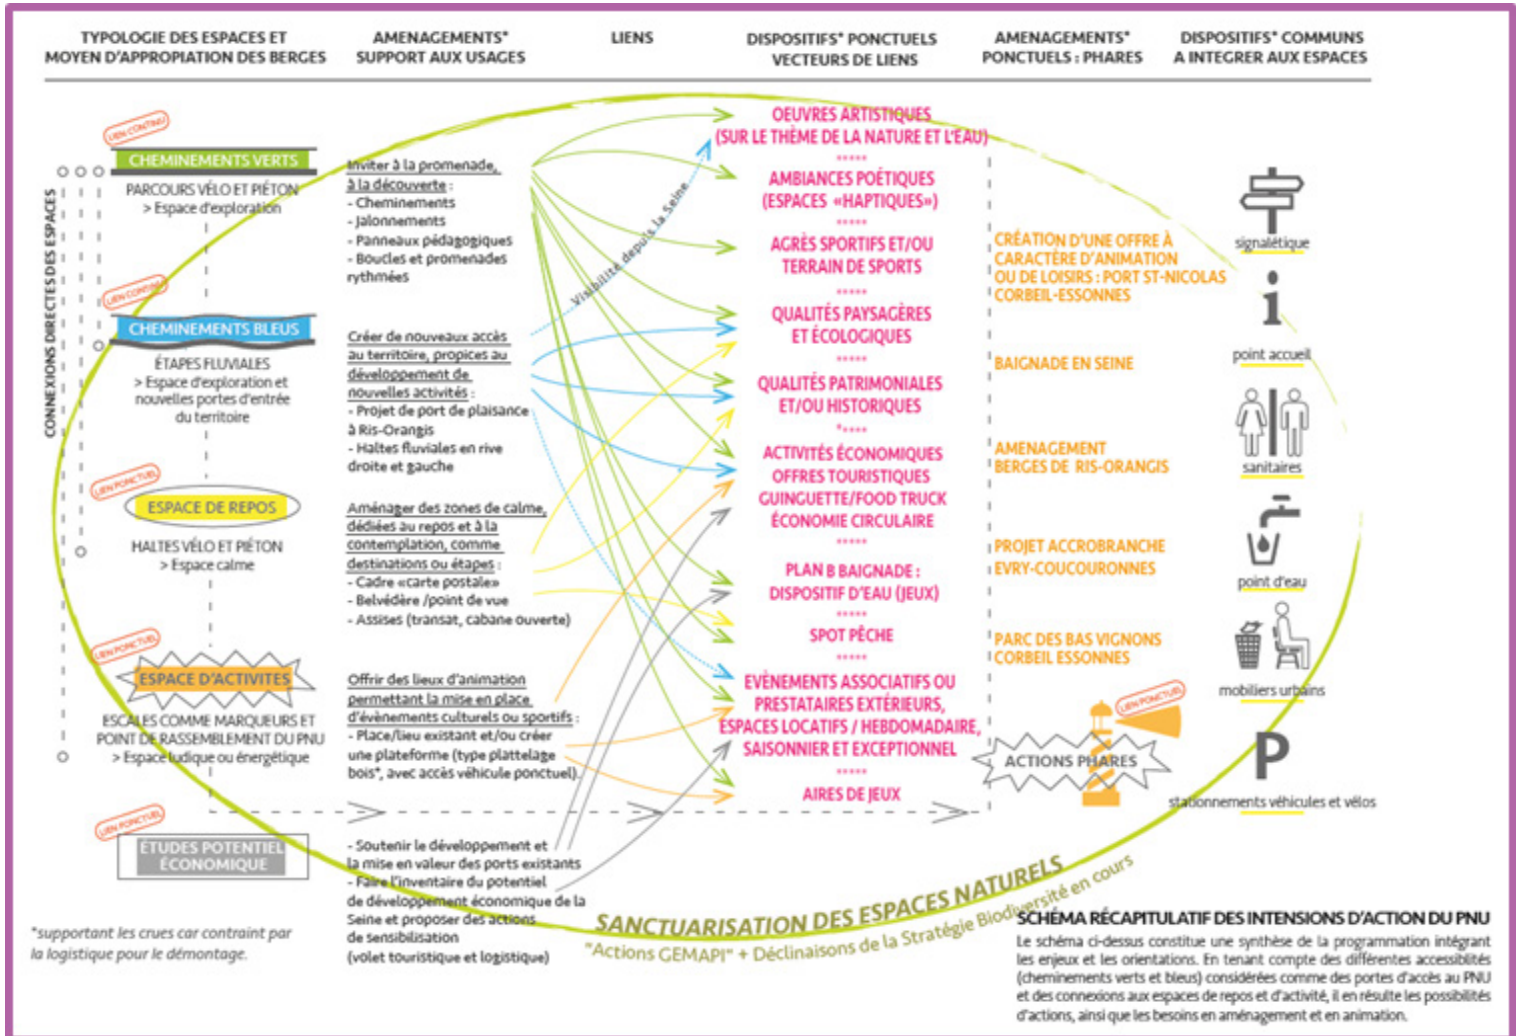 TYPOLOGIE DES ESPACES ET
MOYEN D'APPROPIATION DES BERGES
AMENAGEMENTS*
SUPPORT AUX USAGES
LIENS
DISPOSITIFS* PONCTUELS
VECTEURS DE LIENS
AMENAGEMENTS*
PONCTUELS : PHARES
DISPOSITIFS* COMMUNS
A INTEGRER AUX ESPACES
CONNEXIONS DIRECTES DES ESPACES
LIEN CONTINU
CHEMINEMENTS VERTS
PARCOURS VÉLO ET PIÉTON
> Espace d'exploration
LIEN CONTINU
CHEMINEMENTS BLEUS
ÉTAPES FLUVIALES
> Espace d'exploration et
nouvelles portes d'entrée
du territoire
LIEN PONCTUEL
ESPACE DE REPOS
HALTES VÉLO ET PIÉTON
> Espace calme
LIEN PONCTUEL
ESPACE D'ACTIVITES
ESCALES COMME MARQUEURS ET
POINT DE RASSEMBLEMENT DU PNU
> Espace ludique ou énergétique
LIEN PONCTUEL
ÉTUDES POTENTIEL
ÉCONOMIQUE
*supportant les crues car contraint par
la logistique pour le démontage.
Inviter à la promenade,
à la découverte :
- Cheminements
- Jalonnements
- Panneaux pédagogiques
- Boucles et promenades
rythmées
Créer de nouveaux accès
au territoire, propices au
développement de
nouvelles activités :
- Projet de port de plaisance
à Ris-Orangis
- Haltes fluviales en rive
droite et gauche
Aménager des zones de calme,
dédiées au repos et à la
contemplation, comme
destinations ou étapes :
- Cadre «carte postale»
- Belvédère /point de vue
- Assises (transat, cabane ouverte)
Offrir des lieux d'animation
permettant la mise en place
d'évènements culturels ou sportifs :
- Place/lieu existant et/ou créer
une plateforme (type plattelage
bois*, avec accès véhicule ponctuel).
- Soutenir le développement et
la mise en valeur des ports existants
- Faire l'inventaire du potentiel
de développement économique de la
Seine et proposer des actions
de sensibilisation
(volet touristique et logistique)
Visibilité depuis la Seine
OEUVRES ARTISTIQUES
(SUR LE THÈME DE LA NATURE ET L'EAU)
*****
AMBIANCES POÉTIQUES
(ESPACES «HAPTIQUES»)
*****
AGRÈS SPORTIFS ET/OU
TERRAIN DE SPORTS
*****
QUALITÉS PAYSAGÈRES
ET ÉCOLOGIQUES
*****
QUALITÉS PATRIMONIALES
ET/OU HISTORIQUES
*****
ACTIVITÉS ÉCONOMIQUES
OFFRES TOURISTIQUES
GUINGUETTE/FOOD TRUCK
ÉCONOMIE CIRCULAIRE
*****
PLAN B BAIGNADE :
DISPOSITIF D'EAU (JEUX)
*****
SPOT PÊCHE
*****
EVÈNEMENTS ASSOCIATIFS OU
PRESTATAIRES EXTÉRIEURS,
ESPACES LOCATIFS / HEBDOMADAIRE,
SAISONNIER ET EXCEPTIONNEL
*****
AIRES DE JEUX
CRÉATION D'UNE OFFRE À
CARACTÈRE D'ANIMATION
OU DE LOISIRS : PORT ST-NICOLAS
CORBEIL-ESSONNES
BAIGNADE EN SEINE
AMENAGEMENT
BERGES DE RIS-ORANGIS
PROJET ACCROBRANCHE
EVRY-COUCOURONNES
PARC DES BAS VIGNONS
CORBEIL ESSONNES
LIEN PONCTUEL
ACTIONS PHARES
signalétique
i
point accueil
sanitaires
point d'eau
mobiliers urbains
P
stationnements véhicules et vélos
SANCTUARISATION DES ESPACES NATURELS
"Actions GEMAPI" + Déclinaisons de la Stratégie Biodiversité en cours
SCHÉMA RÉCAPITULATIF DES INTENSIONS D'ACTION DU PNU
Le schéma ci-dessus constitue une synthèse de la programmation intégrant
les enjeux et les orientations. En tenant compte des différentes accessiblités
(cheminements verts et bleus) considérées comme des portes d'accès au PNU
et des connexions aux espaces de repos et d'activité, il en résulte les possibilités
d'actions, ainsi que les besoins en aménagement et en animation.